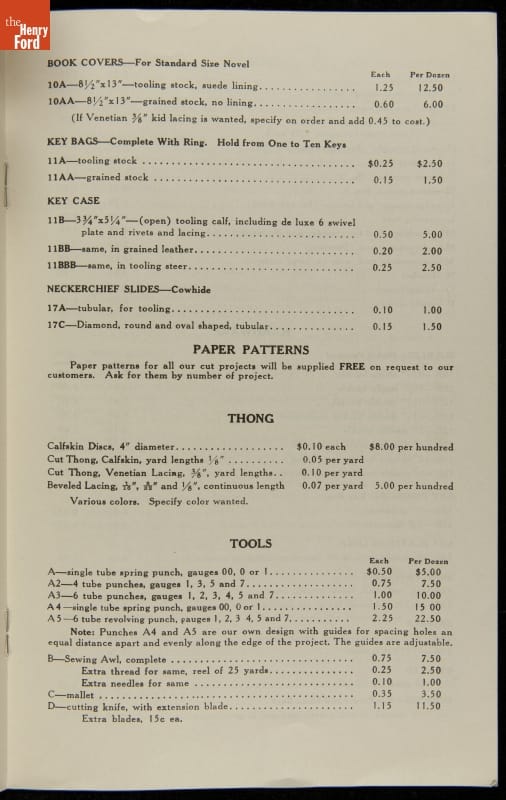 the
Henry
Ford
BOOK COVERS—For Standard Size Novel
Each Per Dozen
10A—8½"x13"—tooling stock, suede lining 1.25 12.50
10AA—8½"x13"—grained stock, no lining 0.60 6.00
(If Venetian ⅜" kid lacing is wanted, specify on order and add 0.45 to cost.)
KEY BAGS—Complete With Ring. Hold from One to Ten Keys
11A—tooling stock $0.25 $2.50
11AA—grained stock 0.15 1.50
KEY CASE
11B—3¾"x5¼"—(open) tooling calf, including de luxe 6 swivel
plate and rivets and lacing 0.50 5.00
11BB—same, in grained leather 0.20 2.00
11BBB—same, in tooling steer 0.25 2.50
NECKERCHIEF SLIDES—Cowhide
17A—tubular, for tooling 0.10 1.00
17C—Diamond, round and oval shaped, tubular 0.15 1.50
PAPER PATTERNS
Paper patterns for all our cut projects will be supplied FREE on request to our
customers. Ask for them by number of project.
THONG
Calfskin Discs, 4" diameter $0.10 each $8.00 per hundred
Cut Thong, Calfskin, yard lengths ⅛" 0.05 per yard
Cut Thong, Venetian Lacing, ⅜", yard lengths 0.10 per yard
Beveled Lacing, and ⅛", continuous length 0.07 per yard 5.00 per hundred
Various colors. Specify color wanted.
TOOLS
Each Per Dozen
A—single tube spring punch, gauges 00, 0 or 1 $0.50 $5.00
A2—4 tube punches, gauges 1, 3, 5 and 7 0.75 7.50
A3—6 tube punches, gauges 1, 2, 3, 4, 5 and 7 1.00 10.00
A4—single tube spring punch, gauges 00, 0 or 1 1.50 15 00
A5—6 tube revolving punch, gauges 1, 2, 3 4, 5 and 7, 2.25 22.50
Note: Punches A4 and A5 are our own design with guides for spacing holes an
equal distance apart and evenly along the edge of the project. The guides are adjustable.
B—Sewing Awl, complete 0.75 7.50
Extra thread for same, reel of 25 yards 0.25 2.50
Extra needles for same 0.10 1.00
C—mallet 0.35 3.50
D—cutting knife, with extension blade 1.15 11.50
Extra blades, 15c ea.